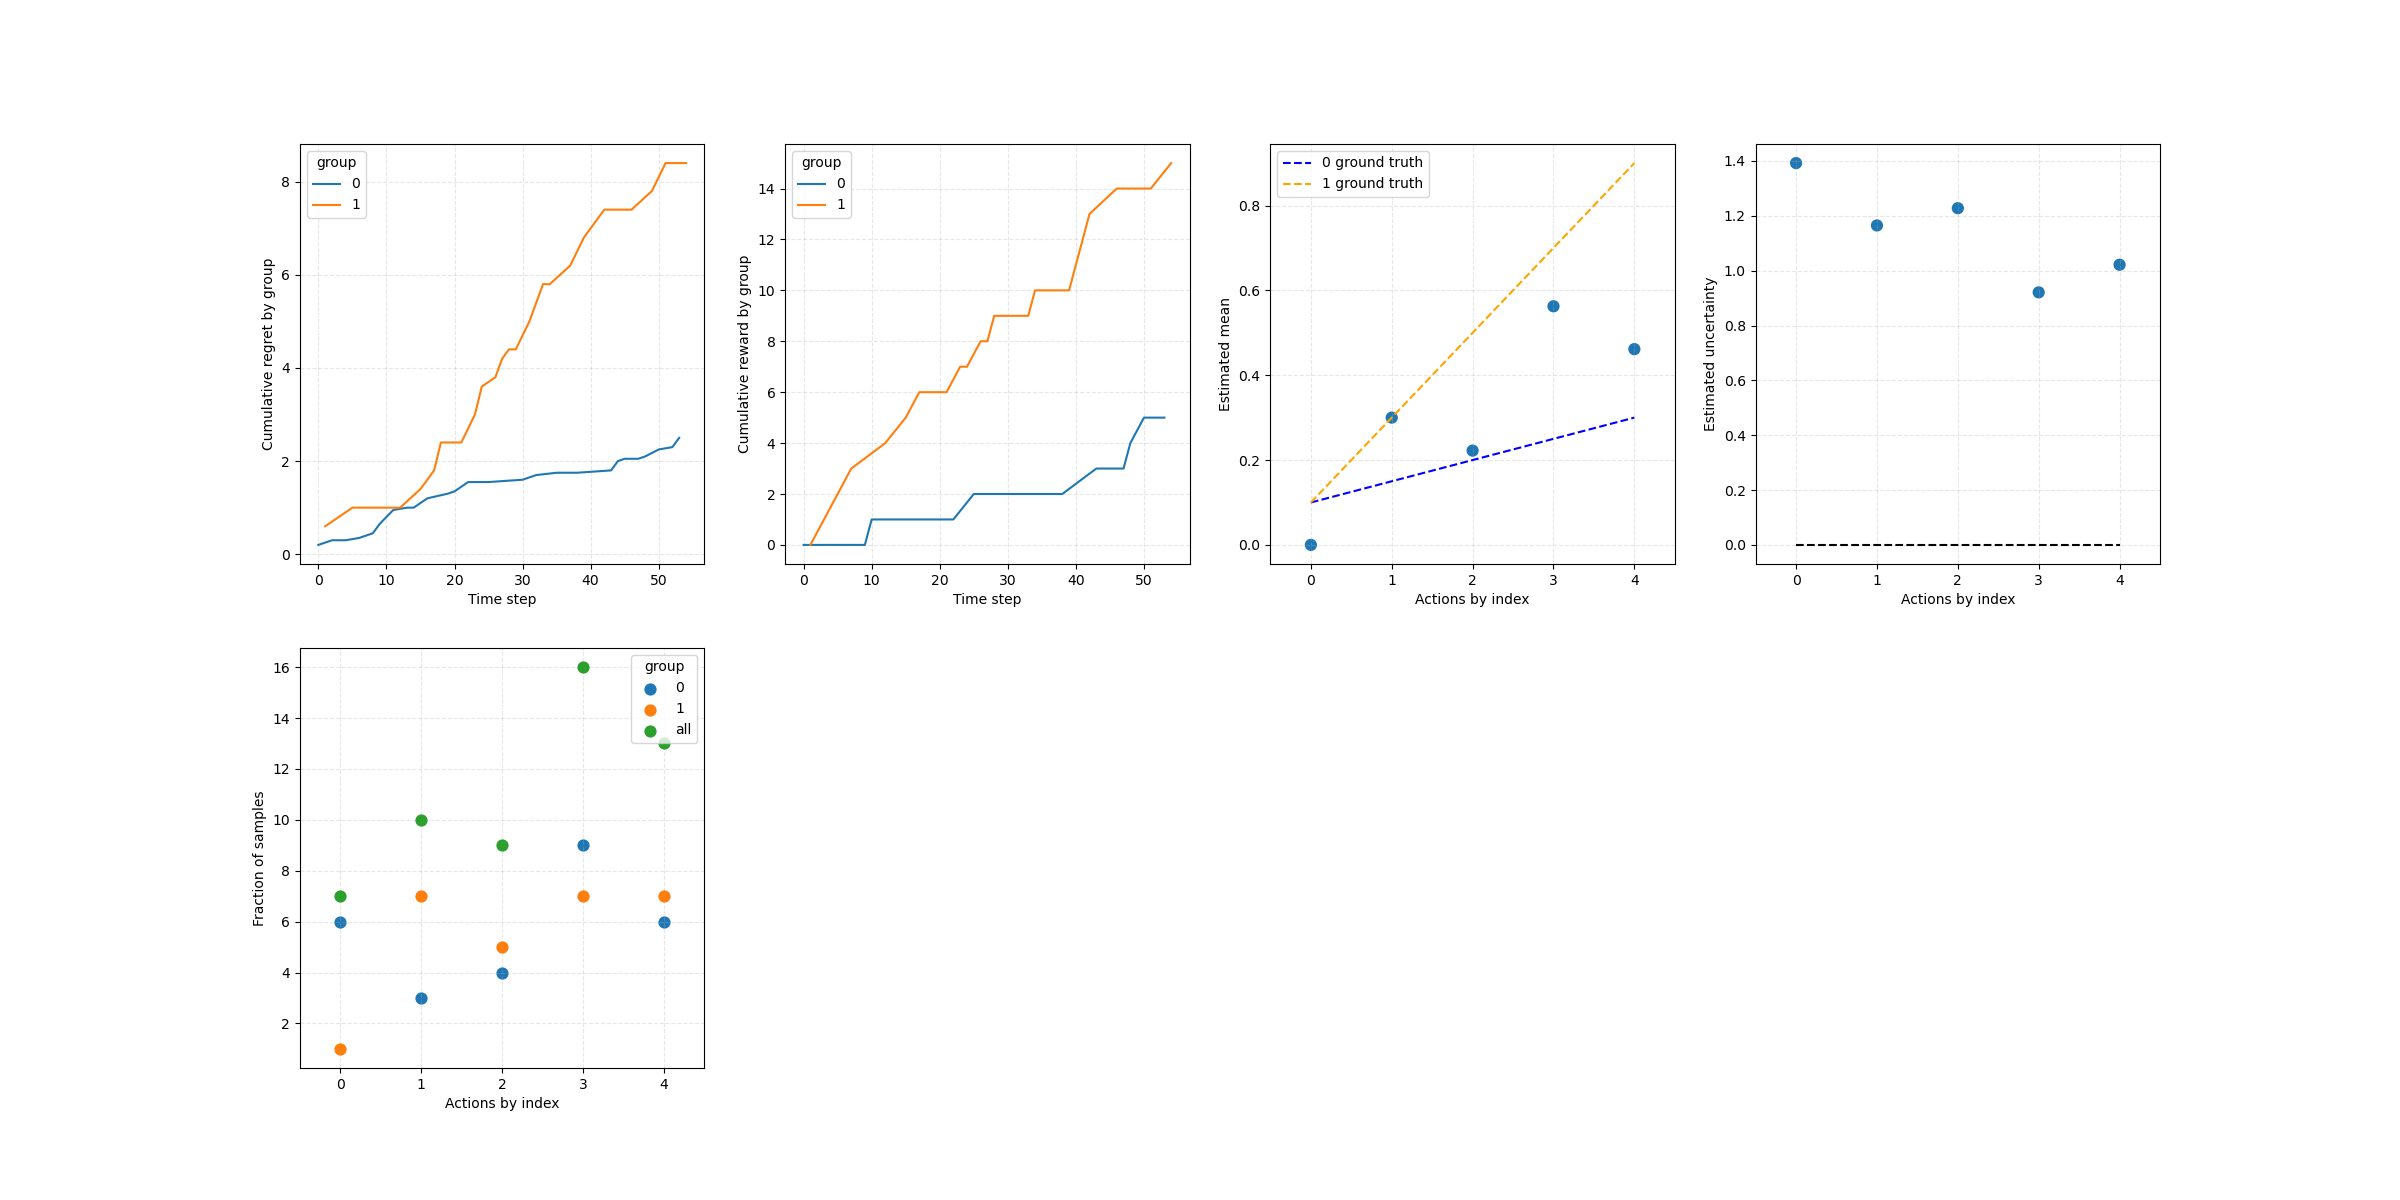 group
0
1
8
6
4
2
0
Cumulative regret by group
0 10 20 30 40 50
Time step
group
0
1
14
12
10
8
6
4
2
0
Cumulative reward by group
0 10 20 30 40 50
Time step
0 ground truth
1 ground truth
0.8
0.6
0.4
0.2
0.0
Estimated mean
0 1 2 3 4
Actions by index
1.4
1.2
1.0
0.8
0.6
0.4
0.2
0.0
Estimated uncertainty
0 1 2 3 4
Actions by index
group
0
1
all
16
14
12
10
8
6
4
2
Fraction of samples
0 1 2 3 4
Actions by index